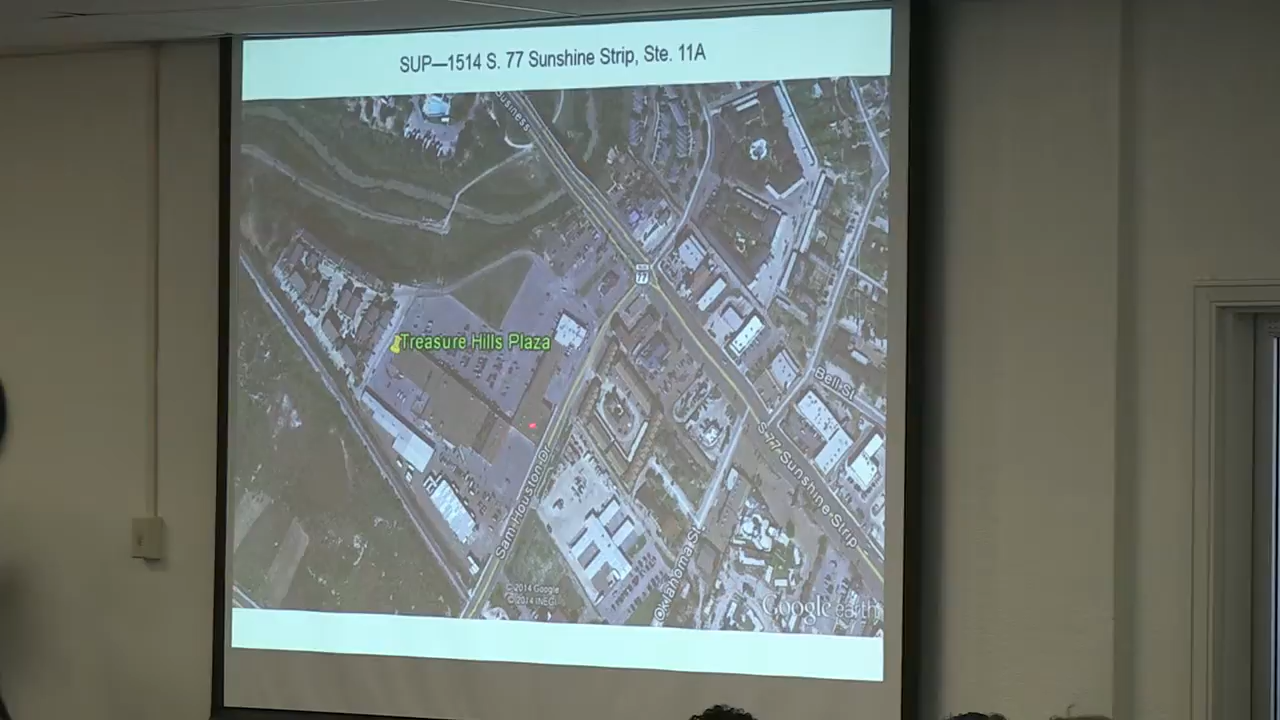 SUP—1514 S. 77 Sunshine Strip, Ste. 11A
Business
77
Treasure Hills Plaza
Bell St
S 77 Sunshine Strip
Sam Houston Dr
Oklahoma St
© 2014 Google
© 2014 INEGI
Google earth